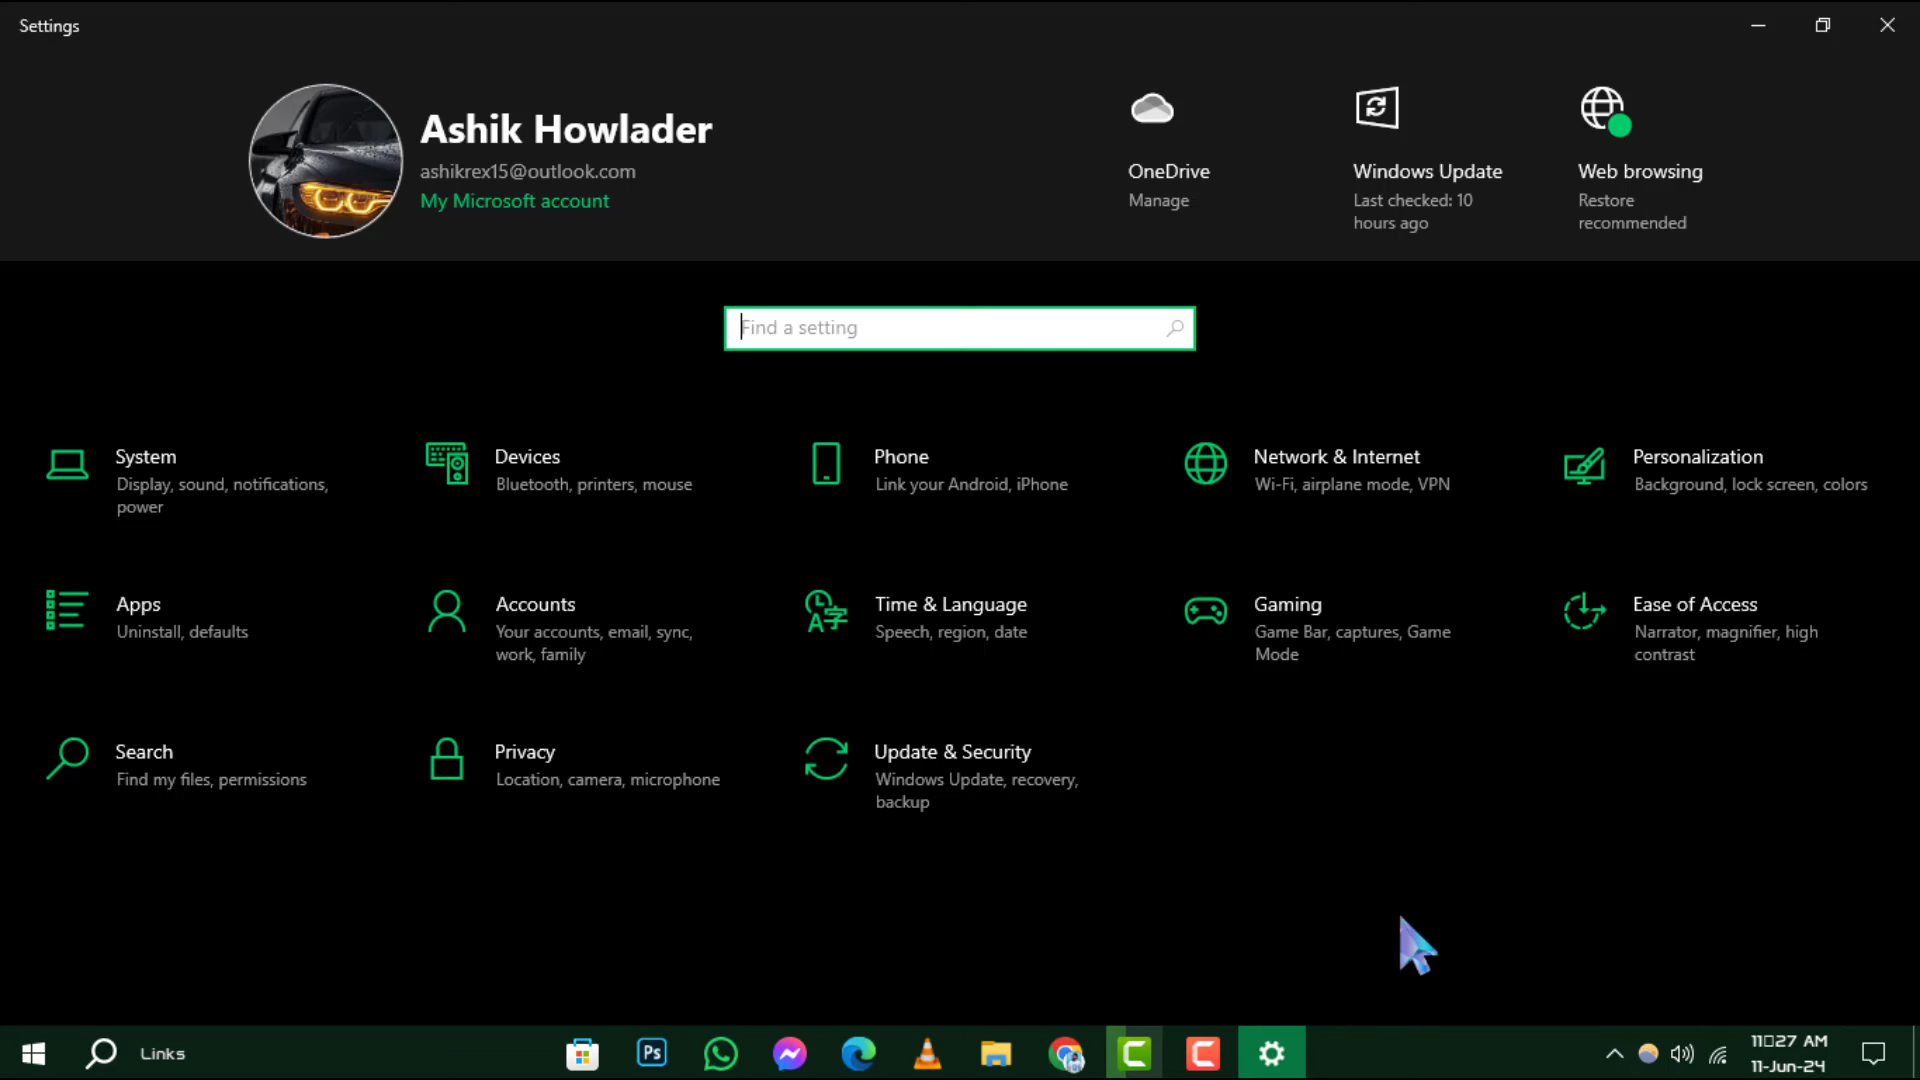 Settings
Ashik Howlader
ashikrex15@outlook.com
My Microsoft account
OneDrive
Manage
Windows Update
Last checked: 10
hours ago
Web browsing
Restore
recommended
Find a setting
System
Display, sound, notifications,
power
Devices
Bluetooth, printers, mouse
Phone
Link your Android, iPhone
Network & Internet
Wi-Fi, airplane mode, VPN
Personalization
Background, lock screen, colors
Apps
Uninstall, defaults
Accounts
Your accounts, email, sync,
work, family
Time & Language
Speech, region, date
Gaming
Game Bar, captures, Game
Mode
Ease of Access
Narrator, magnifier, high
contrast
Search
Find my files, permissions
Privacy
Location, camera, microphone
Update & Security
Windows Update, recovery,
backup
Links
Ps
11□27 AM
11-Jun-24